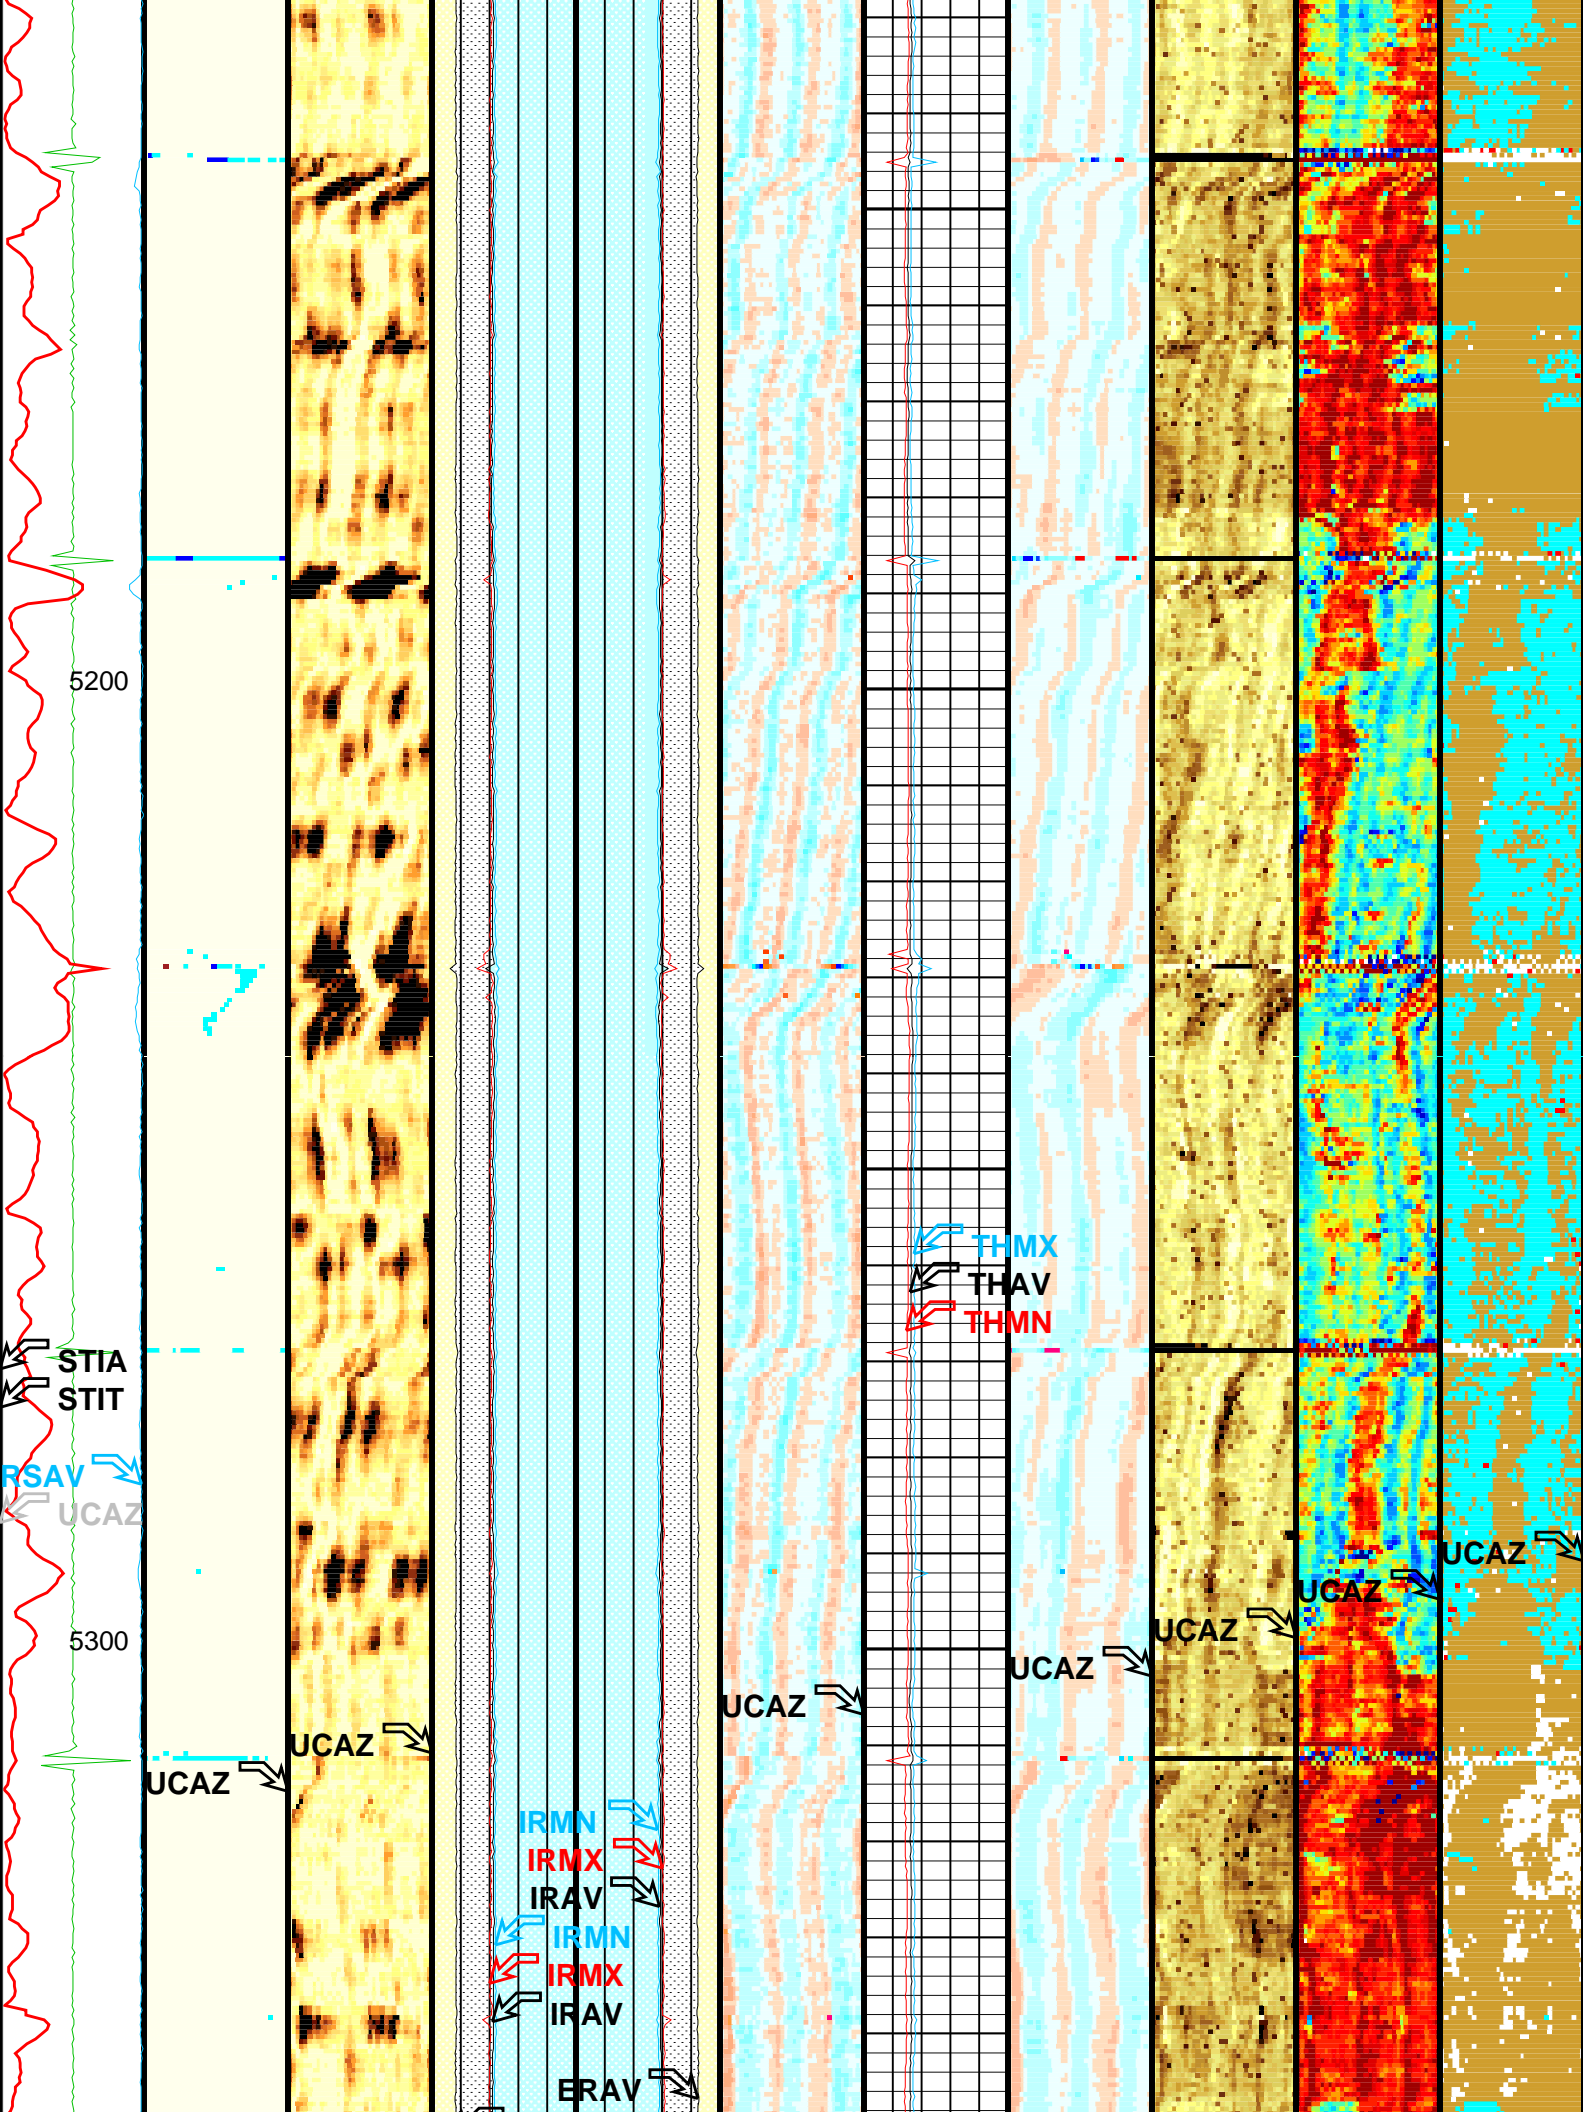 5200
THMX
THAV
THMN
STIA
STIT
RSAV
UCAZ
UCAZ
UCAZ
UCAZ
5300
UCAZ
UCAZ
UCAZ
UCAZ
IRMN
IRMX
IRAV
IRMN
IRMX
IRAV
ERAV